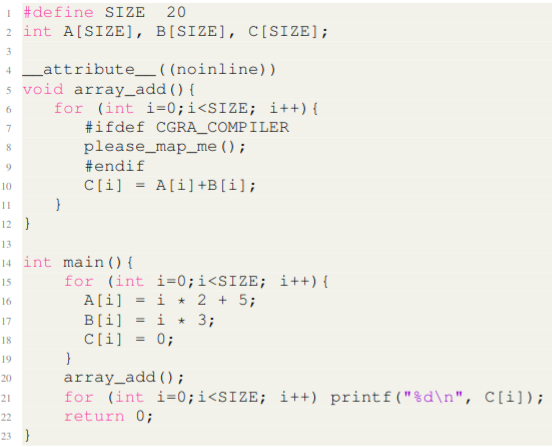 1 #define SIZE  20
2 int A[SIZE], B[SIZE], C[SIZE];
3
4 __attribute__((noinline))
5 void array_add(){
6    for (int i=0;i<SIZE; i++){
7       #ifdef CGRA_COMPILER
8       please_map_me();
9       #endif
10       C[i] = A[i]+B[i];
11    }
12 }
13
14 int main(){
15     for (int i=0;i<SIZE; i++){
16       A[i] = i * 2 + 5;
17       B[i] = i * 3;
18       C[i] = 0;
19     }
20     array_add();
21     for (int i=0;i<SIZE; i++) printf("%d\n", C[i]);
22     return 0;
23 }